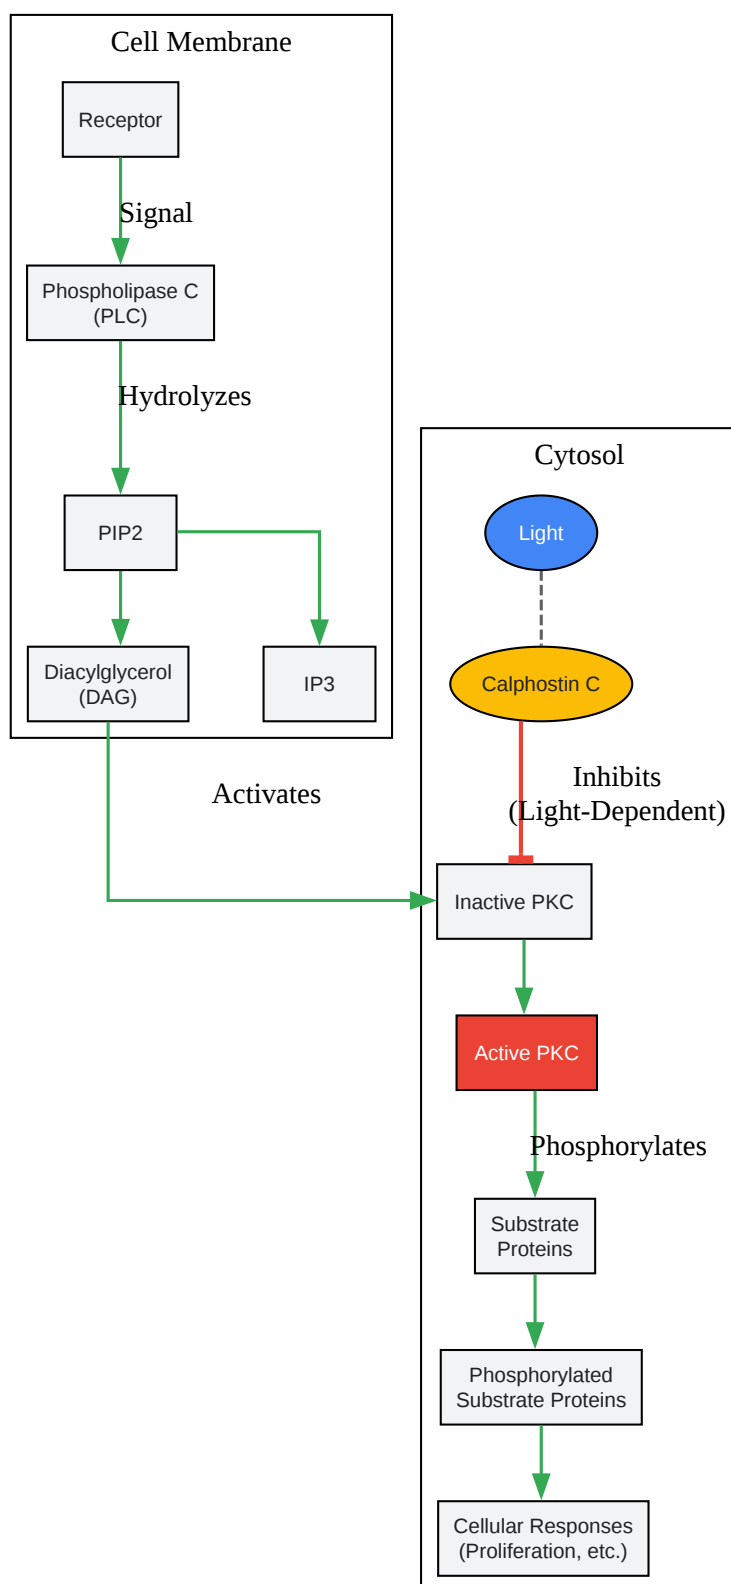 Cell Membrane
Receptor
Signal
Phospholipase C
(PLC)
Hydrolyzes
PIP2
Diacylglycerol
(DAG)
IP3
Activates
Cytosol
Light
Calphostin C
Inhibits
(Light-Dependent)
Inactive PKC
Active PKC
Phosphorylates
Substrate
Proteins
Phosphorylated
Substrate Proteins
Cellular Responses
(Proliferation, etc.)